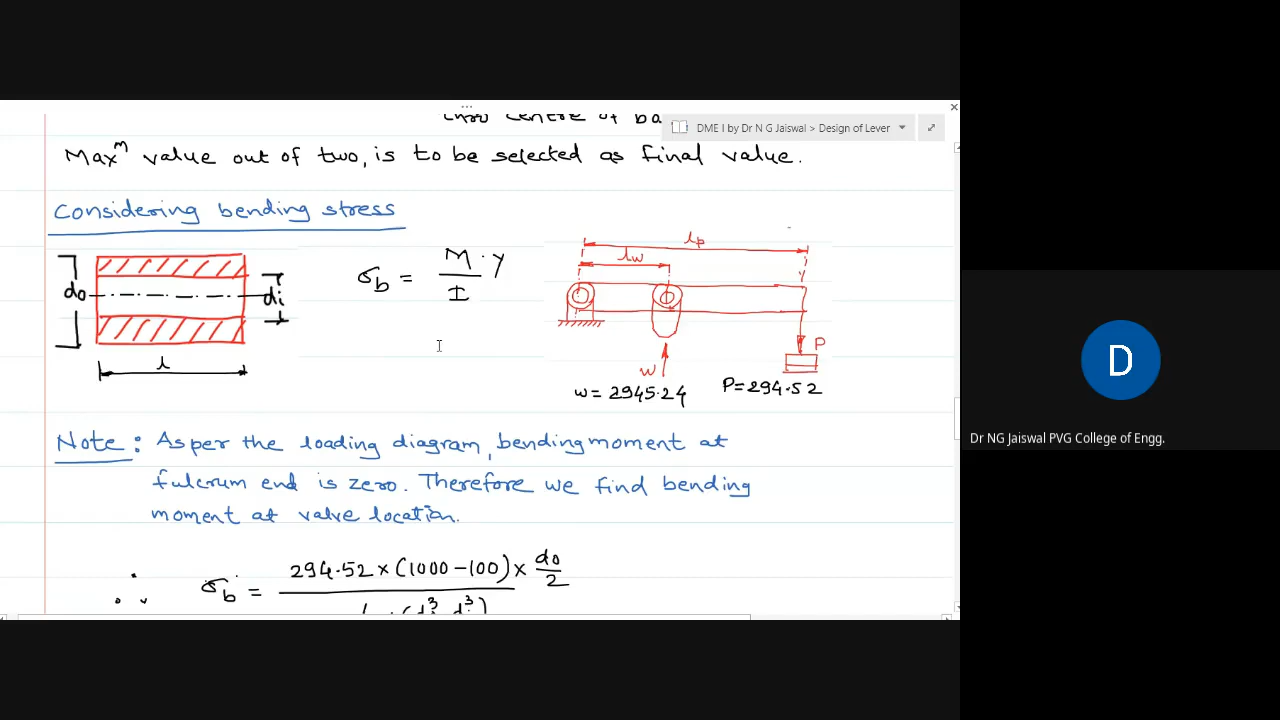 DME I by Dr N G Jaiswal > Design of Lever
Maxᵐ value out of two, is to be selected as final value.
Considering bending stress
do
di
l
σb = M·Y / I
lp
lw
P
w
w = 2945.24
P=294.52
Note: As per the loading diagram, bending moment at
fulcrum end is zero. Therefore we find bending
moment at valve location.
∴ σb = 294.52 × (1000-100) × do/2
D
Dr NG Jaiswal PVG College of Engg.